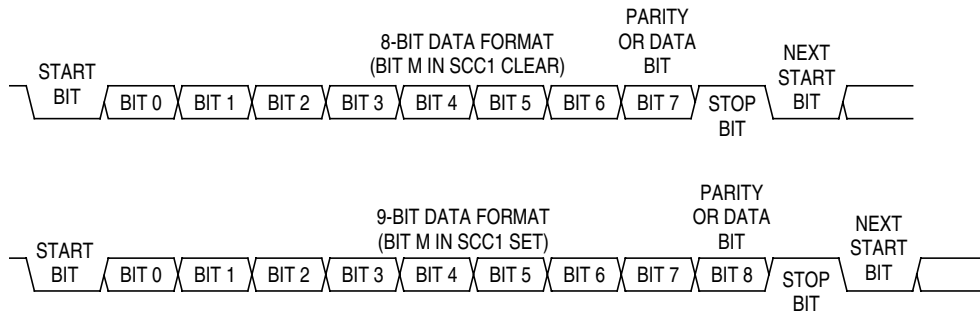 8-BIT DATA FORMAT
(BIT M IN SCC1 CLEAR)
PARITY
OR DATA
BIT
START
BIT
BIT 0 BIT 1 BIT 2 BIT 3 BIT 4 BIT 5 BIT 6 BIT 7
STOP
BIT
NEXT
START
BIT
9-BIT DATA FORMAT
(BIT M IN SCC1 SET)
PARITY
OR DATA
BIT
START
BIT
BIT 0 BIT 1 BIT 2 BIT 3 BIT 4 BIT 5 BIT 6 BIT 7 BIT 8
STOP
BIT
NEXT
START
BIT